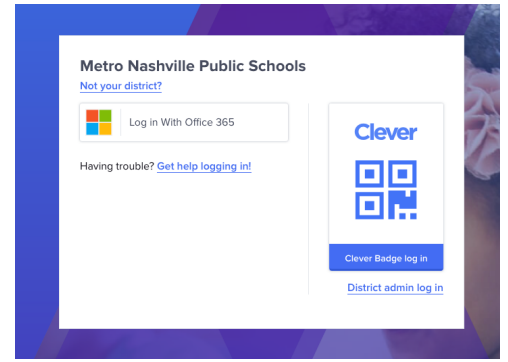 Metro Nashville Public Schools
Not your district?
Log in With Office 365
Having trouble? Get help logging in!
Clever
Clever Badge log in
District admin log in